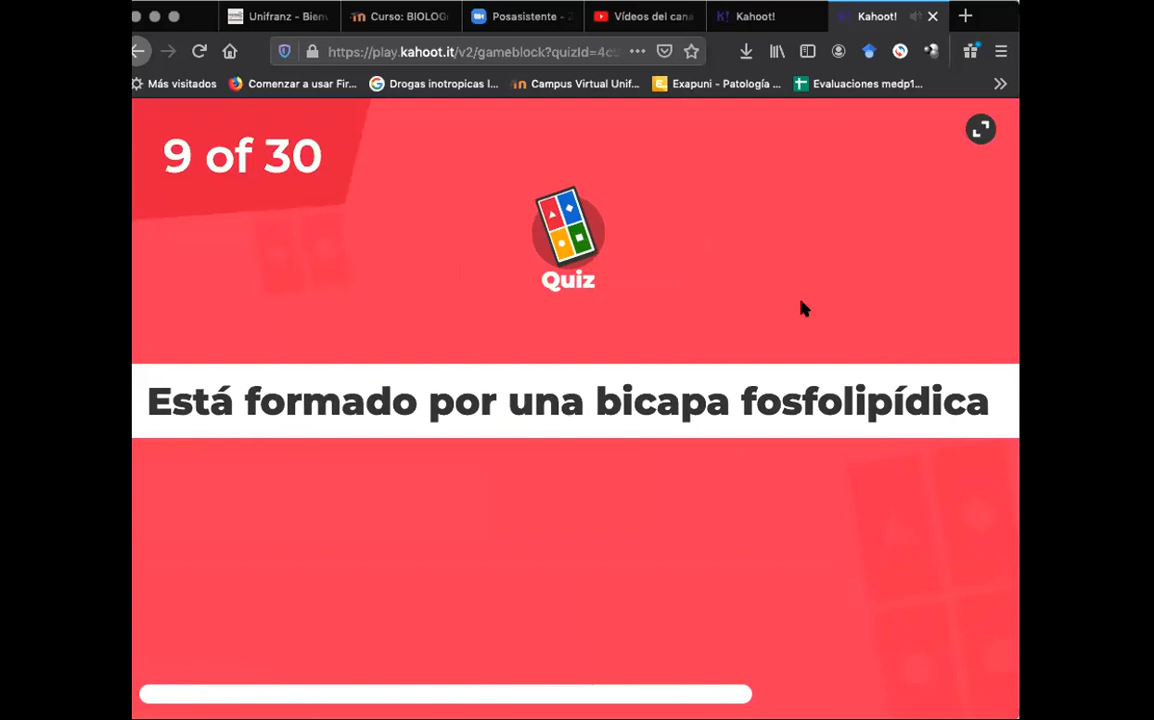 Unifranz - Bien
Curso: BIOLOG
Posasistente -
Vídeos del cana
Kahoot!
Kahoot!
https://play.kahoot.it/v2/gameblock?quizId=4c
Más visitados
Comenzar a usar Fir...
Drogas inotropicas l...
Campus Virtual Unif...
Exapuni - Patología ...
Evaluaciones medp1...
9 of 30
Quiz
Está formado por una bicapa fosfolipídica